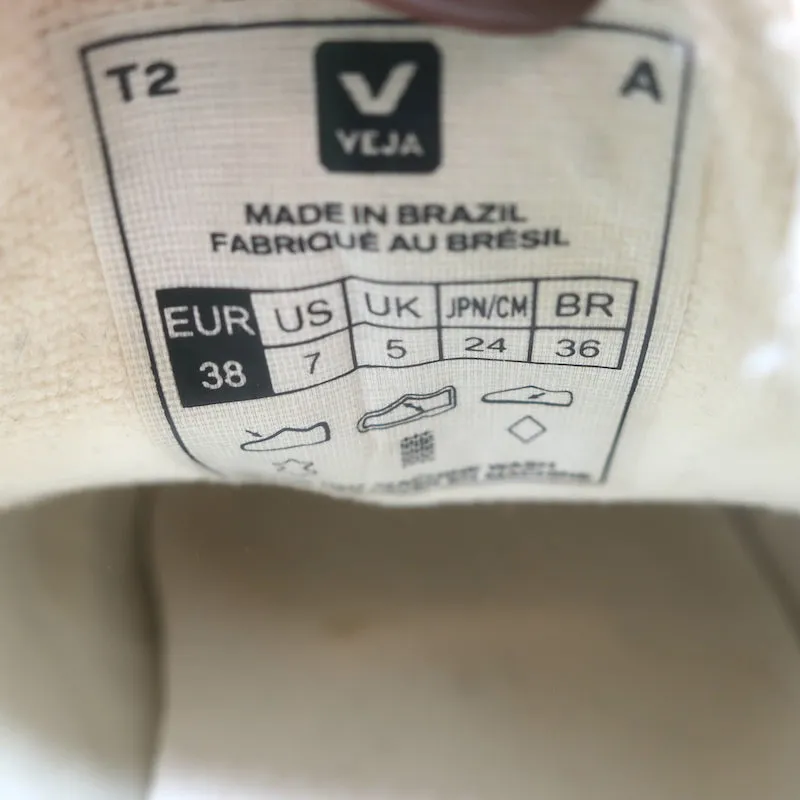 T2 A
V
VEJA
MADE IN BRAZIL
FABRIQUÉ AU BRÉSIL
EUR US UK JPN/CM BR
38 7 5 24 36
WASH